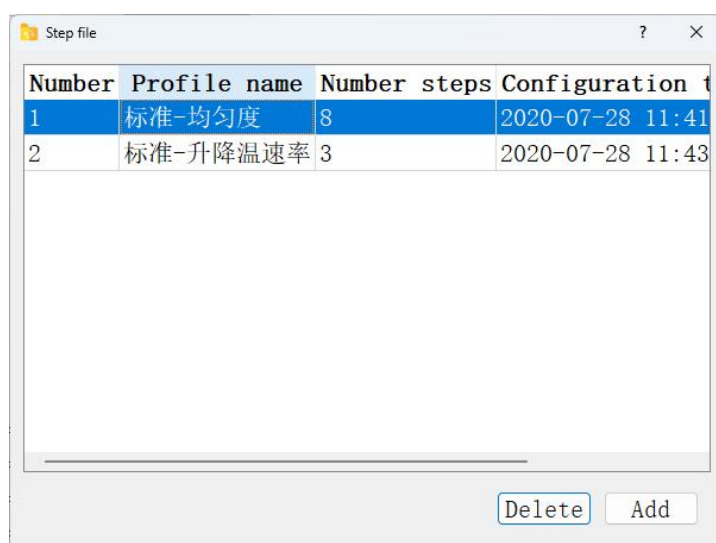 Step file ? ×
Number Profile name Number steps Configuration t
1 标准-均匀度 8 2020-07-28 11:41
2 标准-升降温速率 3 2020-07-28 11:43
Delete Add